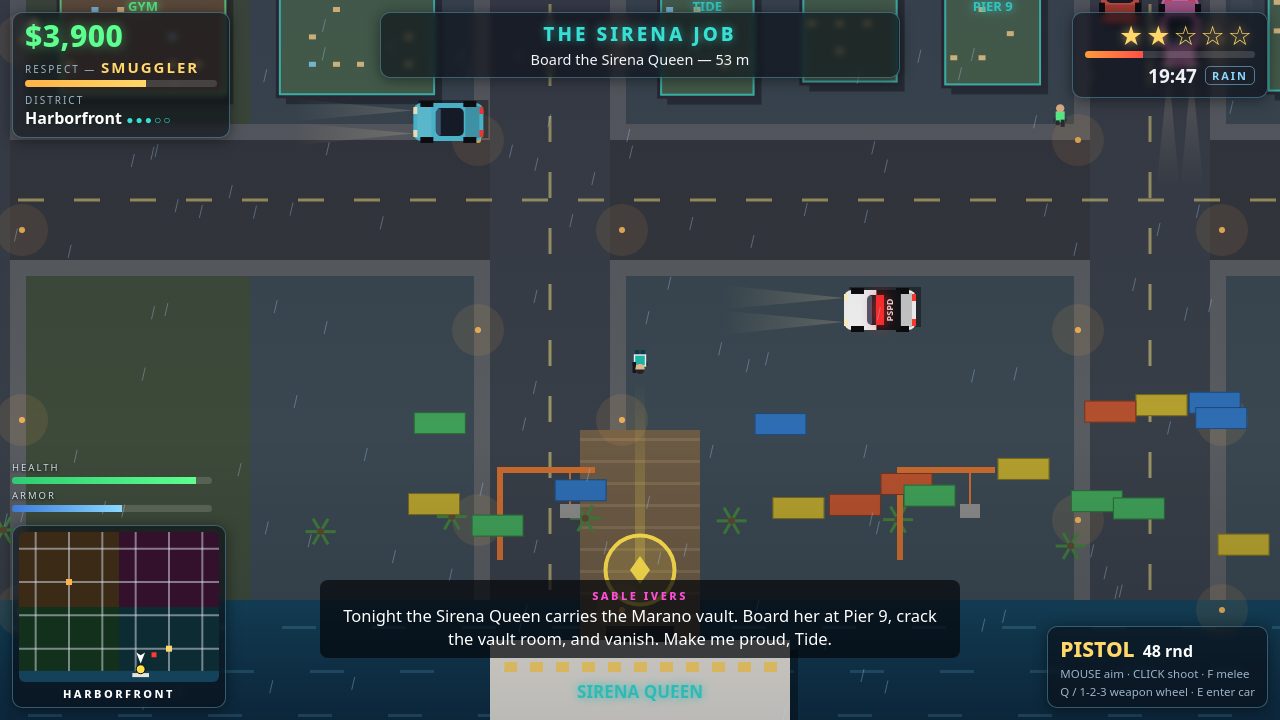 GYM
TIDE
PIER 9
$3,900
RESPECT — SMUGGLER
DISTRICT
Harborfront
THE SIRENA JOB
Board the Sirena Queen — 53 m
★★☆☆☆
19:47 RAIN
PSPD
HEALTH
ARMOR
HARBORFRONT
SABLE IVERS
Tonight the Sirena Queen carries the Marano vault. Board her at Pier 9, crack
the vault room, and vanish. Make me proud, Tide.
SIRENA QUEEN
PISTOL 48 rnd
MOUSE aim · CLICK shoot · F melee
Q / 1-2-3 weapon wheel · E enter car